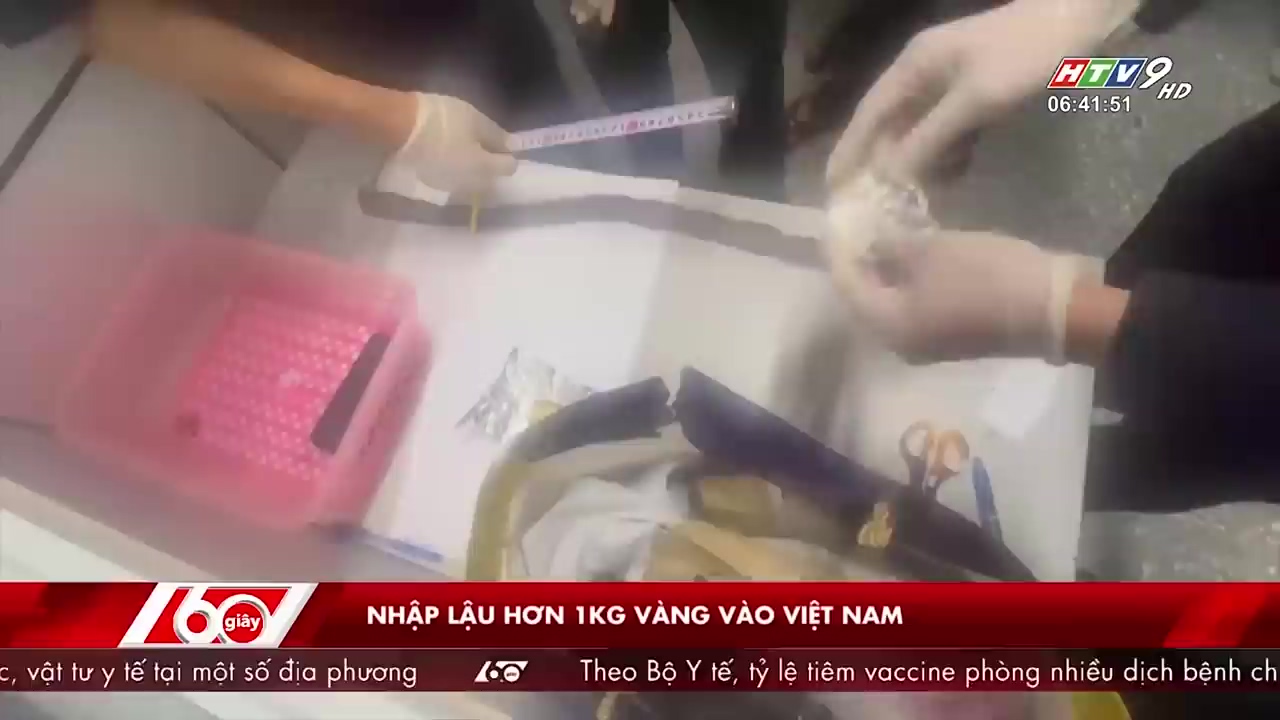 HTV9
HD
06:41:51
60 giây
NHẬP LẬU HƠN 1KG VÀNG VÀO VIỆT NAM
c, vật tư y tế tại một số địa phương 60 Theo Bộ Y tế, tỷ lệ tiêm vaccine phòng nhiều dịch bệnh ch